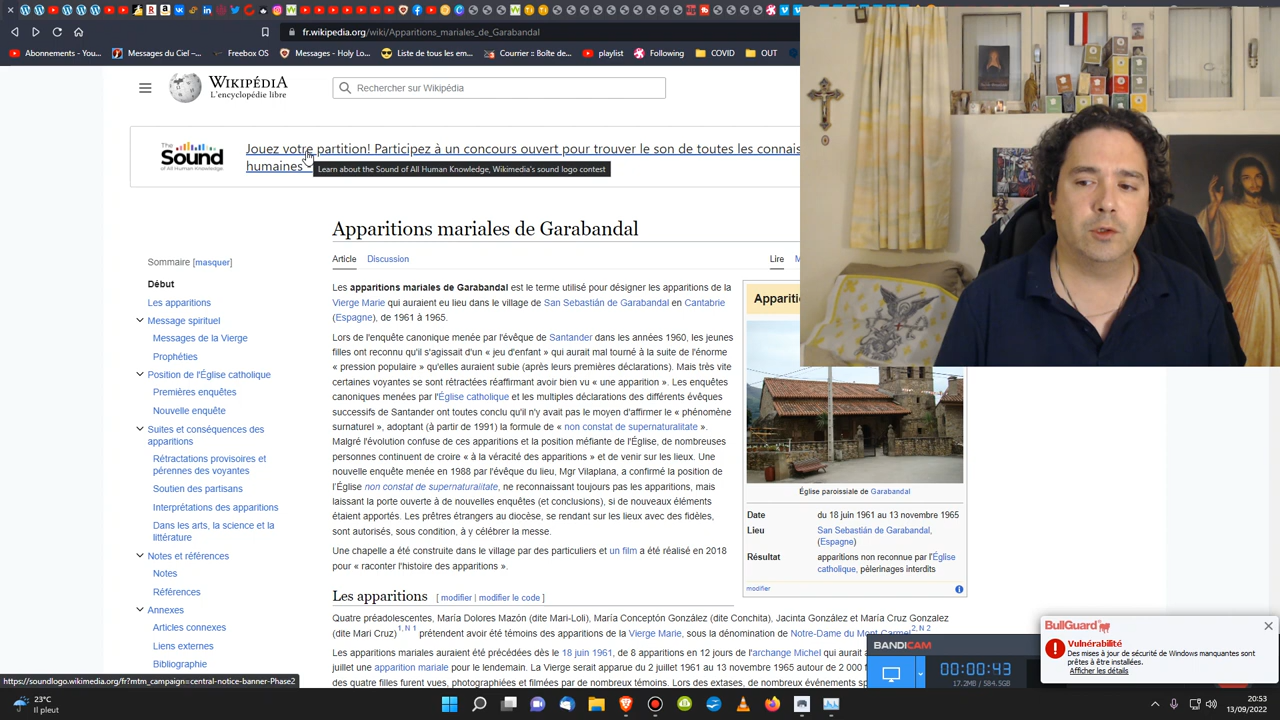 fr.wikipedia.org/wiki/Apparitions_mariales_de_Garabandal
Abonnements - You...
Messages du Ciel -...
Freebox OS
Messages - Holy Lov...
Liste de tous les em...
Courrier :: Boîte de...
playlist
Following
COVID
OUT
WIKIPÉDIA
L'encyclopédie libre
Rechercher sur Wikipédia
The
Sound
of All Human Knowledge
Jouez votre partition! Participez à un concours ouvert pour trouver le son de toutes les connais
humaines
Learn about the Sound of All Human Knowledge, Wikimedia's sound logo contest
Apparitions mariales de Garabandal
Article
Discussion
Lire
M
Sommaire [masquer]
Début
Les apparitions
Message spirituel
Messages de la Vierge
Prophéties
Position de l'Église catholique
Premières enquêtes
Nouvelle enquête
Suites et conséquences des
apparitions
Rétractations provisoires et
pérennes des voyantes
Soutien des partisans
Interprétations des apparitions
Dans les arts, la science et la
littérature
Notes et références
Notes
Références
Annexes
Articles connexes
Liens externes
Bibliographie
Les apparitions mariales de Garabandal est le terme utilisé pour désigner les apparitions de la
Vierge Marie qui auraient eu lieu dans le village de San Sebastián de Garabandal en Cantabrie
(Espagne), de 1961 à 1965.
Lors de l'enquête canonique menée par l'évêque de Santander dans les années 1960, les jeunes
filles ont reconnu qu'il s'agissait d'un « jeu d'enfant » qui aurait mal tourné à la suite de l'énorme
« pression populaire » qu'elles auraient subie (après leurs premières déclarations). Mais très vite
certaines voyantes se sont rétractées réaffirmant avoir bien vu « une apparition ». Les enquêtes
canoniques menées par l'Église catholique et les multiples déclarations des différents évêques
successifs de Santander ont toutes conclu qu'il n'y avait pas le moyen d'affirmer le « phénomène
surnaturel », adoptant (à partir de 1991) la formule de « non constat de supernaturalitate ».
Malgré l'évolution confuse de ces apparitions et la position méfiante de l'Église, de nombreuses
personnes continuent de croire « à la véracité des apparitions » et de venir sur les lieux. Une
nouvelle enquête menée en 1988 par l'évêque du lieu, Mgr Vilaplana, a confirmé la position de
l'Église non constat de supernaturalitate, ne reconnaissant toujours pas les apparitions, mais
laissant la porte ouverte à de nouvelles enquêtes (et conclusions), si de nouveaux éléments
étaient apportés. Les prêtres étrangers au diocèse, se rendant sur les lieux avec des fidèles,
sont autorisés, sous condition, à y célébrer la messe.
Une chapelle a été construite dans le village par des particuliers et un film a été réalisé en 2018
pour « raconter l'histoire des apparitions ».
Appariti
Église paroissiale de Garabandal
Date du 18 juin 1961 au 13 novembre 1965
Lieu San Sebastián de Garabandal,
(Espagne)
Résultat apparitions non reconnue par l'Église
catholique, pèlerinages interdits
modifier
Les apparitions [ modifier | modifier le code ]
Quatre préadolescentes, María Dolores Mazón (dite Mari-Loli), María Conceptón González (dite Conchita), Jacinta González et María Cruz González
(dite Mari Cruz)1, N 1 prétendent avoir été témoins des apparitions de la Vierge Marie, sous la dénomination de Notre-Dame du Mont Carmel2, N 2
Les apparitions mariales auraient été précédées dès le 18 juin 1961, de 8 apparitions en 12 jours de l'archange Michel qui aurait
juillet une apparition mariale pour le lendemain. La Vierge serait apparue du 2 juillet 1961 au 13 novembre 1965 autour de 2 000
des quatre filles furent vues, photographiées et filmées par de nombreux témoins. Lors des extases, de nombreux événements
https://soundlogo.wikimedia.org/fr?mtm_campaign=central-notice-banner-Phase2
BANDICAM
00:00:43
17.2MB / 584.5GB
BullGuard
Vulnérabilité
Des mises à jour de sécurité de Windows manquantes sont
prêtes à être installées.
Afficher les détails
23°C
Il pleut
20:53
13/09/2022